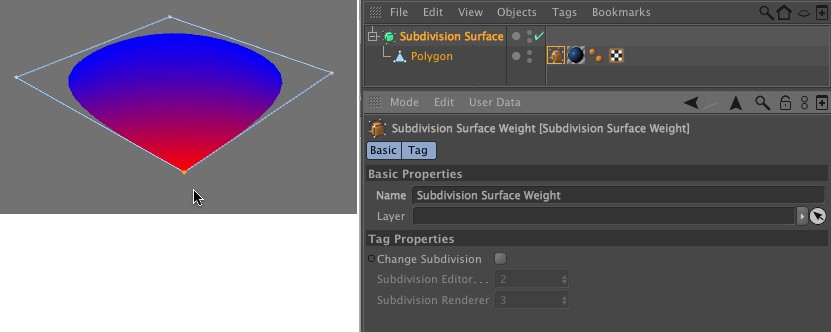 File Edit View Objects Tags Bookmarks
Subdivision Surface
Polygon
Mode Edit User Data
Subdivision Surface Weight [Subdivision Surface Weight]
Basic Tag
Basic Properties
Name Subdivision Surface Weight
Layer
Tag Properties
Change Subdivision
Subdivision Editor... 2
Subdivision Renderer 3